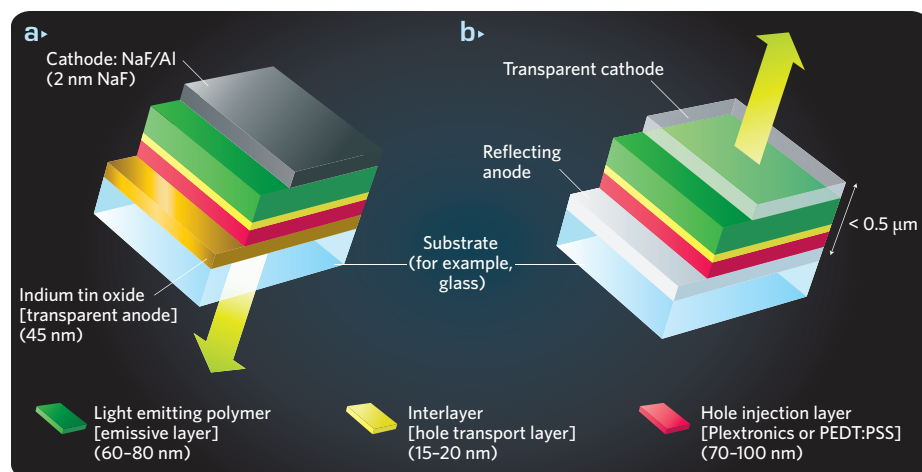 a▸
Cathode: NaF/Al
(2 nm NaF)
Indium tin oxide
[transparent anode]
(45 nm)
Substrate
(for example,
glass)
b▸
Transparent cathode
Reflecting
anode
< 0.5 μm
Light emitting polymer
[emissive layer]
(60–80 nm)
Interlayer
[hole transport layer]
(15–20 nm)
Hole injection layer
[Plextronics or PEDT:PSS]
(70–100 nm)